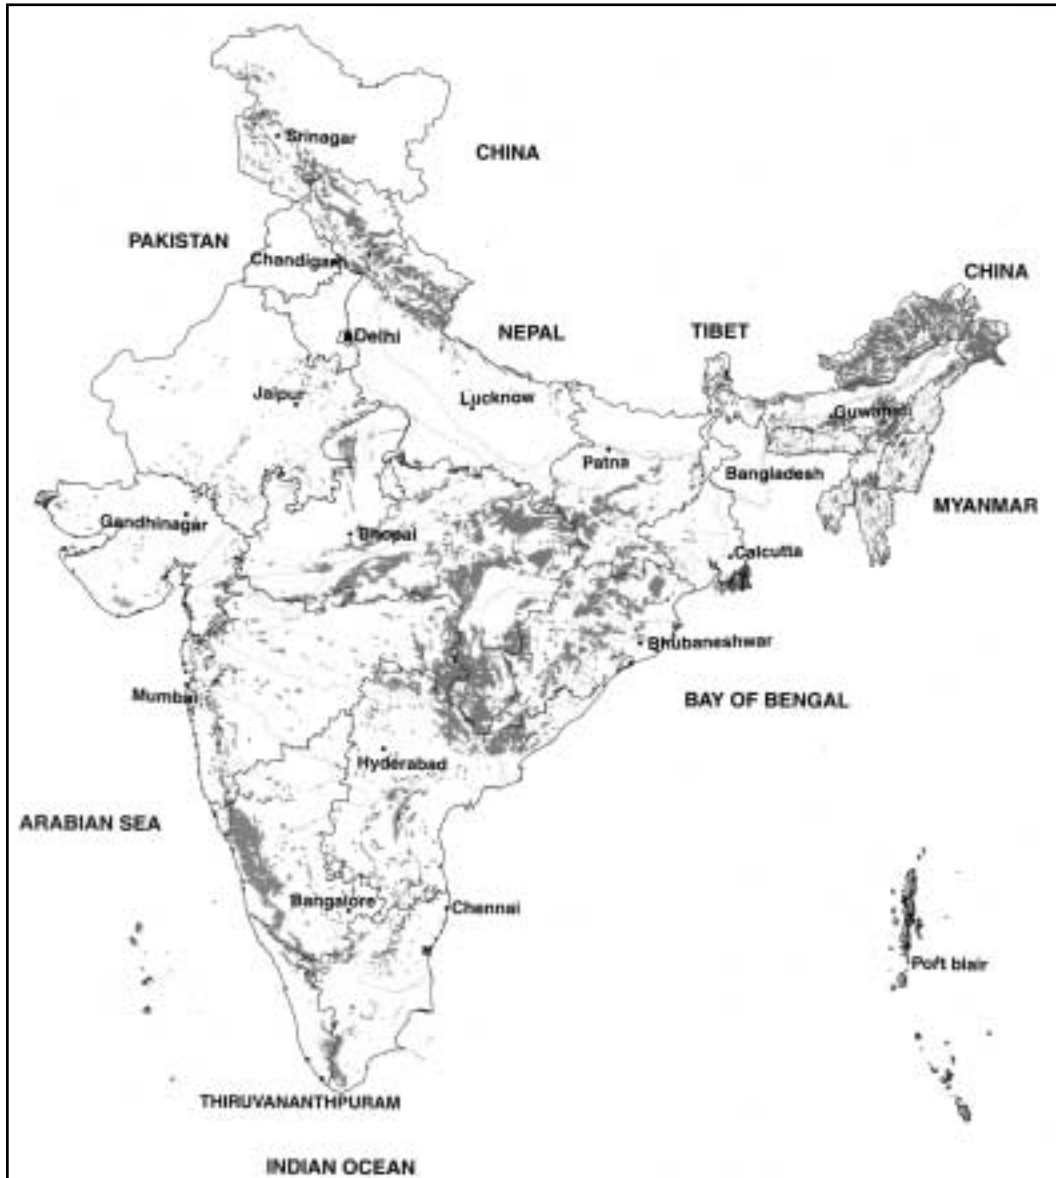 Srinagar
CHINA
PAKISTAN
Chandigarh
CHINA
Delhi
NEPAL
TIBET
Jaipur
Lucknow
Guwahati
Patna
Bangladesh
MYANMAR
Gandhinagar
Bhopal
Calcutta
Bhubaneshwar
Mumbai
BAY OF BENGAL
Hyderabad
ARABIAN SEA
Bangalore
Chennai
Port blair
THIRUVANANTHPURAM
INDIAN OCEAN